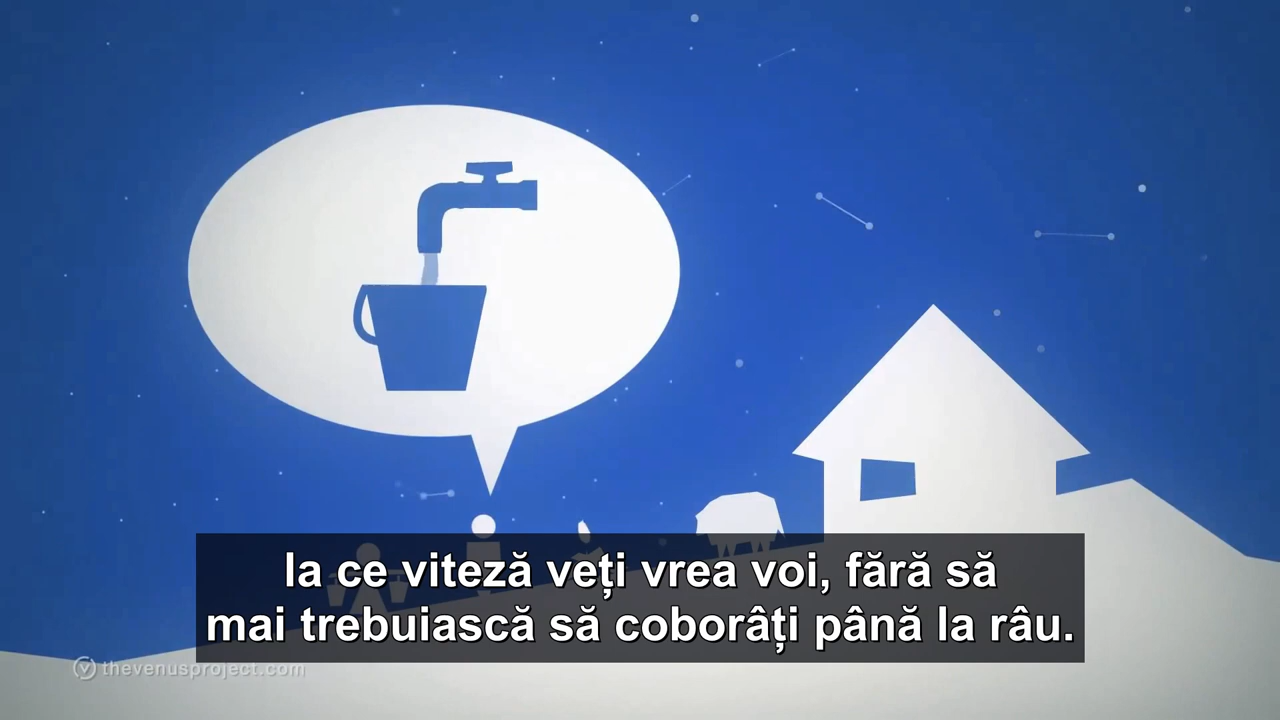 la ce viteză veți vrea voi, fără să
mai trebuiască să coborâți până la râu.
thevenusproject.com